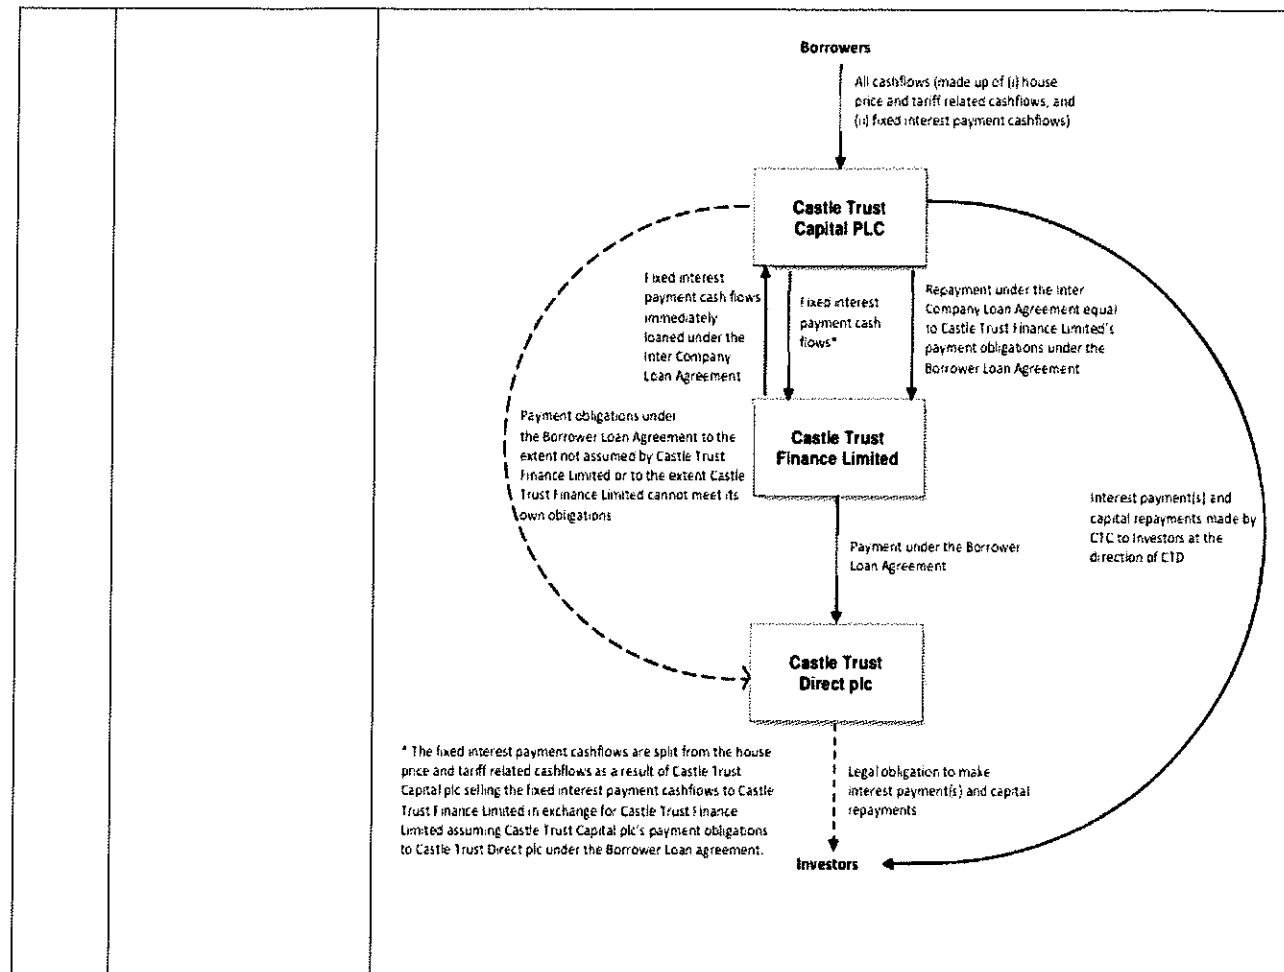 Borrowers
All cashflows (made up of (i) house
price and tariff related cashflows, and
(ii) fixed interest payment cashflows)
Castle Trust
Capital PLC
Fixed interest
payment cash flows
immediately
loaned under the
Inter Company
Loan Agreement
Fixed interest
payment cash
flows*
Repayment under the Inter
Company Loan Agreement equal
to Castle Trust Finance Limited's
payment obligations under the
Borrower Loan Agreement
Payment obligations under
the Borrower Loan Agreement to the
extent not assumed by Castle Trust
Finance Limited or to the extent Castle
Trust Finance Limited cannot meet its
own obligations
Castle Trust
Finance Limited
Interest payment(s) and
capital repayments made by
CTC to Investors at the
direction of CTD
Payment under the Borrower
Loan Agreement
Castle Trust
Direct plc
* The fixed interest payment cashflows are split from the house
price and tariff related cashflows as a result of Castle Trust
Capital plc selling the fixed interest payment cashflows to Castle
Trust Finance Limited in exchange for Castle Trust Finance
Limited assuming Castle Trust Capital plc's payment obligations
to Castle Trust Direct plc under the Borrower Loan agreement.
Legal obligation to make
interest payment(s) and capital
repayments
Investors